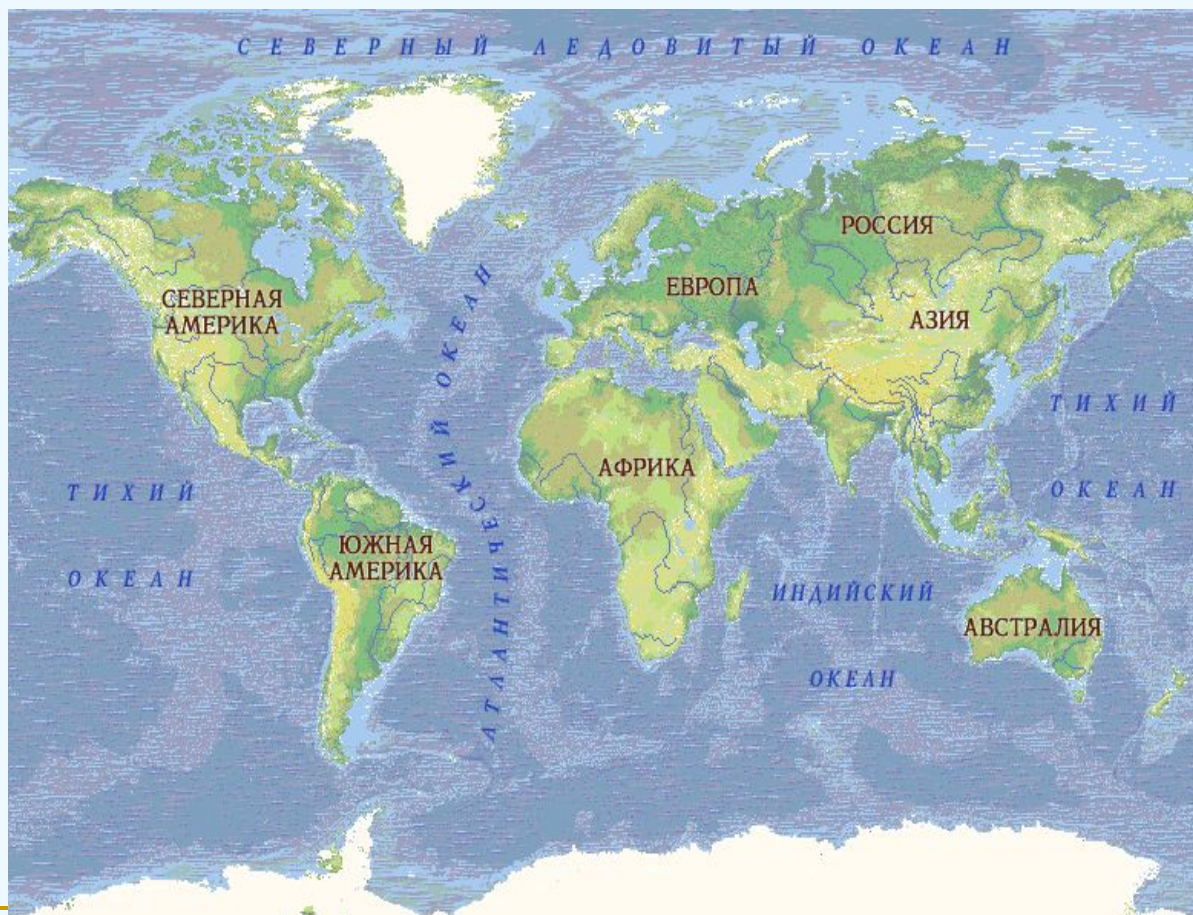 СЕВЕРНЫЙ ЛЕДОВИТЫЙ ОКЕАН
РОССИЯ
ЕВРОПА
СЕВЕРНАЯ
АМЕРИКА
АЗИЯ
АТЛАНТИЧЕСКИЙ ОКЕАН
ТИХИЙ
ОКЕАН
АФРИКА
ТИХИЙ
ОКЕАН
ЮЖНАЯ
АМЕРИКА
ИНДИЙСКИЙ
ОКЕАН
АВСТРАЛИЯ